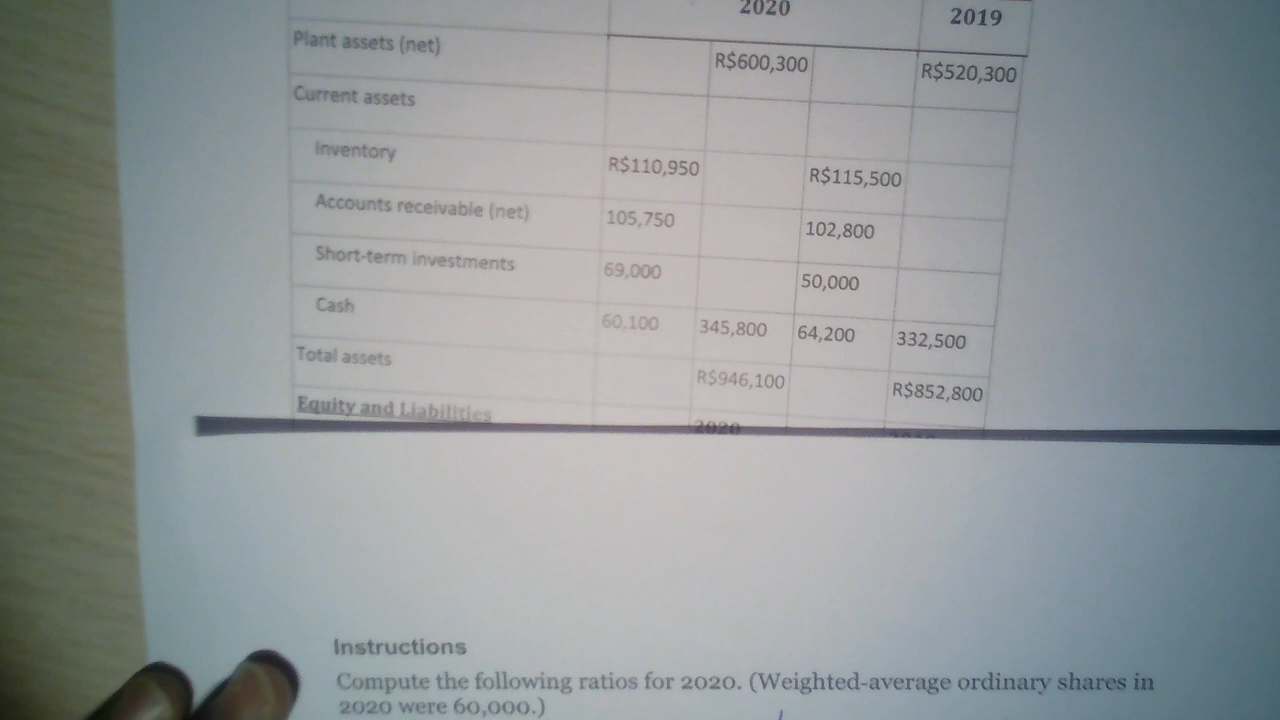 2020 2019
Plant assets (net) R$600,300 R$520,300
Current assets
Inventory R$110,950 R$115,500
Accounts receivable (net) 105,750 102,800
Short-term investments 69,000 50,000
Cash 60,100 345,800 64,200 332,500
Total assets R$946,100 R$852,800
Equity and Liabilities 2020
Instructions
Compute the following ratios for 2020. (Weighted-average ordinary shares in
2020 were 60,000.)